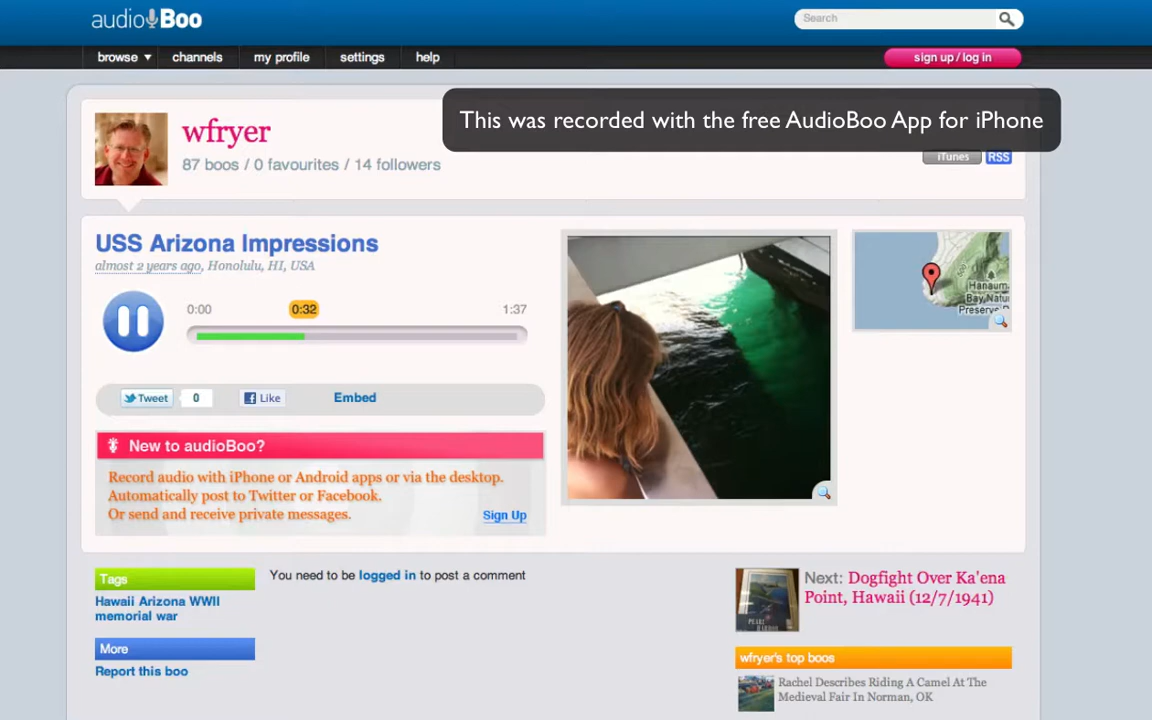 audioBoo
Search
browse channels my profile settings help
sign up / log in
This was recorded with the free AudioBoo App for iPhone
wfryer
87 boos / 0 favourites / 14 followers
iTunes RSS
USS Arizona Impressions
almost 2 years ago, Honolulu, HI, USA
0:00 0:32 1:37
Tweet 0 Like Embed
New to audioBoo?
Record audio with iPhone or Android apps or via the desktop.
Automatically post to Twitter or Facebook.
Or send and receive private messages.
Sign Up
Hanaum
Bay Natur
Preserve
Tags
Hawaii Arizona WWII
memorial war
More
Report this boo
You need to be logged in to post a comment
PEARL
HARBOR
Next: Dogfight Over Ka'ena
Point, Hawaii (12/7/1941)
wfryer's top boos
Rachel Describes Riding A Camel At The
Medieval Fair In Norman, OK